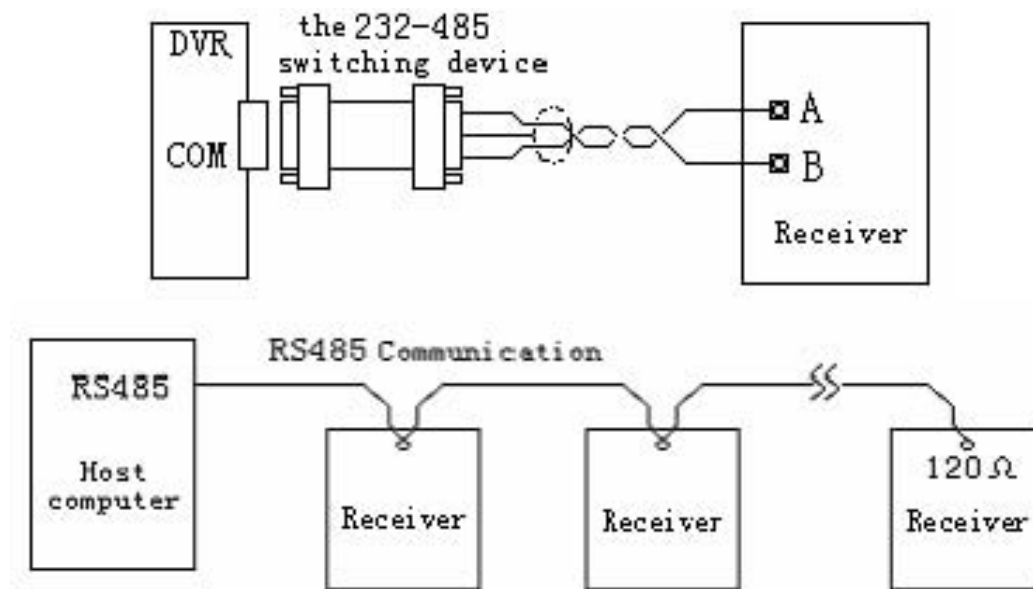 DVR
COM
the 232-485
switching device
A
B
Receiver
RS485 Communication
RS485
Host
computer
Receiver
Receiver
120Ω
Receiver